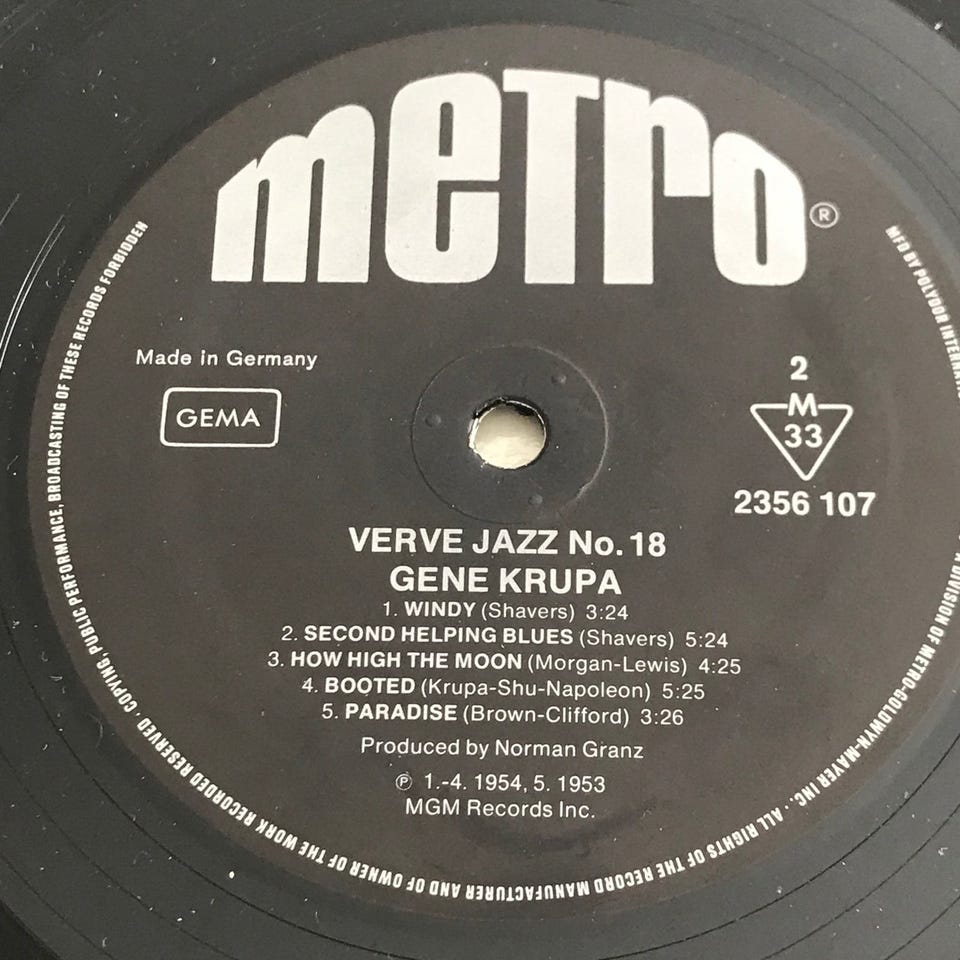 metro ®
Made in Germany
GEMA
2
M
33
2356 107
VERVE JAZZ No. 18
GENE KRUPA
1. WINDY (Shavers) 3:24
2. SECOND HELPING BLUES (Shavers) 5:24
3. HOW HIGH THE MOON (Morgan-Lewis) 4:25
4. BOOTED (Krupa-Shu-Napoleon) 5:25
5. PARADISE (Brown-Clifford) 3:26
Produced by Norman Granz
℗ 1.-4. 1954, 5. 1953
MGM Records Inc.
MFD BY POLYDOR
DIVISION OF METRO-GOLDWYN-MAYER INC. . ALL RIGHTS OF THE RECORD MANUFACTURER AND OF OWNER OF THE WORK RECORDED RESERVED . COPYING, PUBLIC PERFORMANCE, BROADCASTING OF THESE RECORDS FORBIDDEN